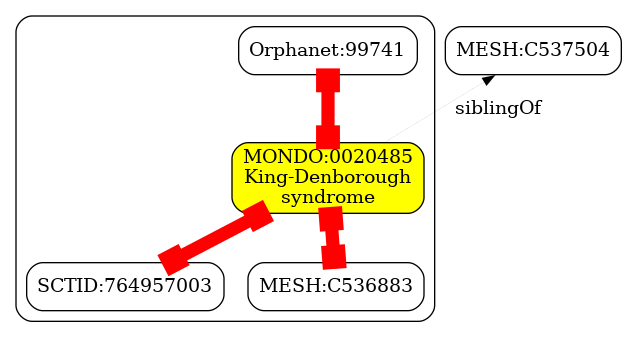 Orphanet:99741
MESH:C537504
siblingOf
MONDO:0020485
King-Denborough
syndrome
SCTID:764957003
MESH:C536883